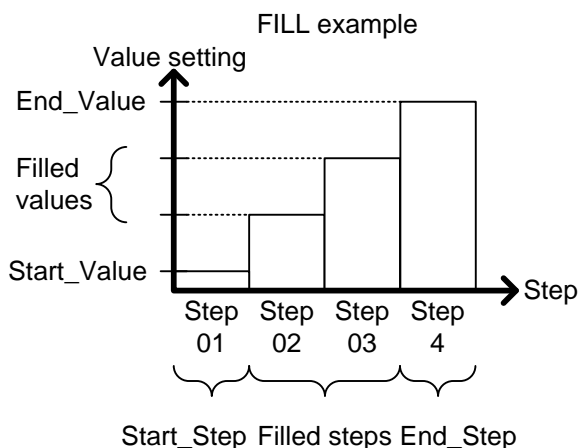 FILL example
Value setting
End_Value
Filled
values
Start_Value
Step
Step Step Step Step
01 02 03 4
Start_Step Filled steps End_Step